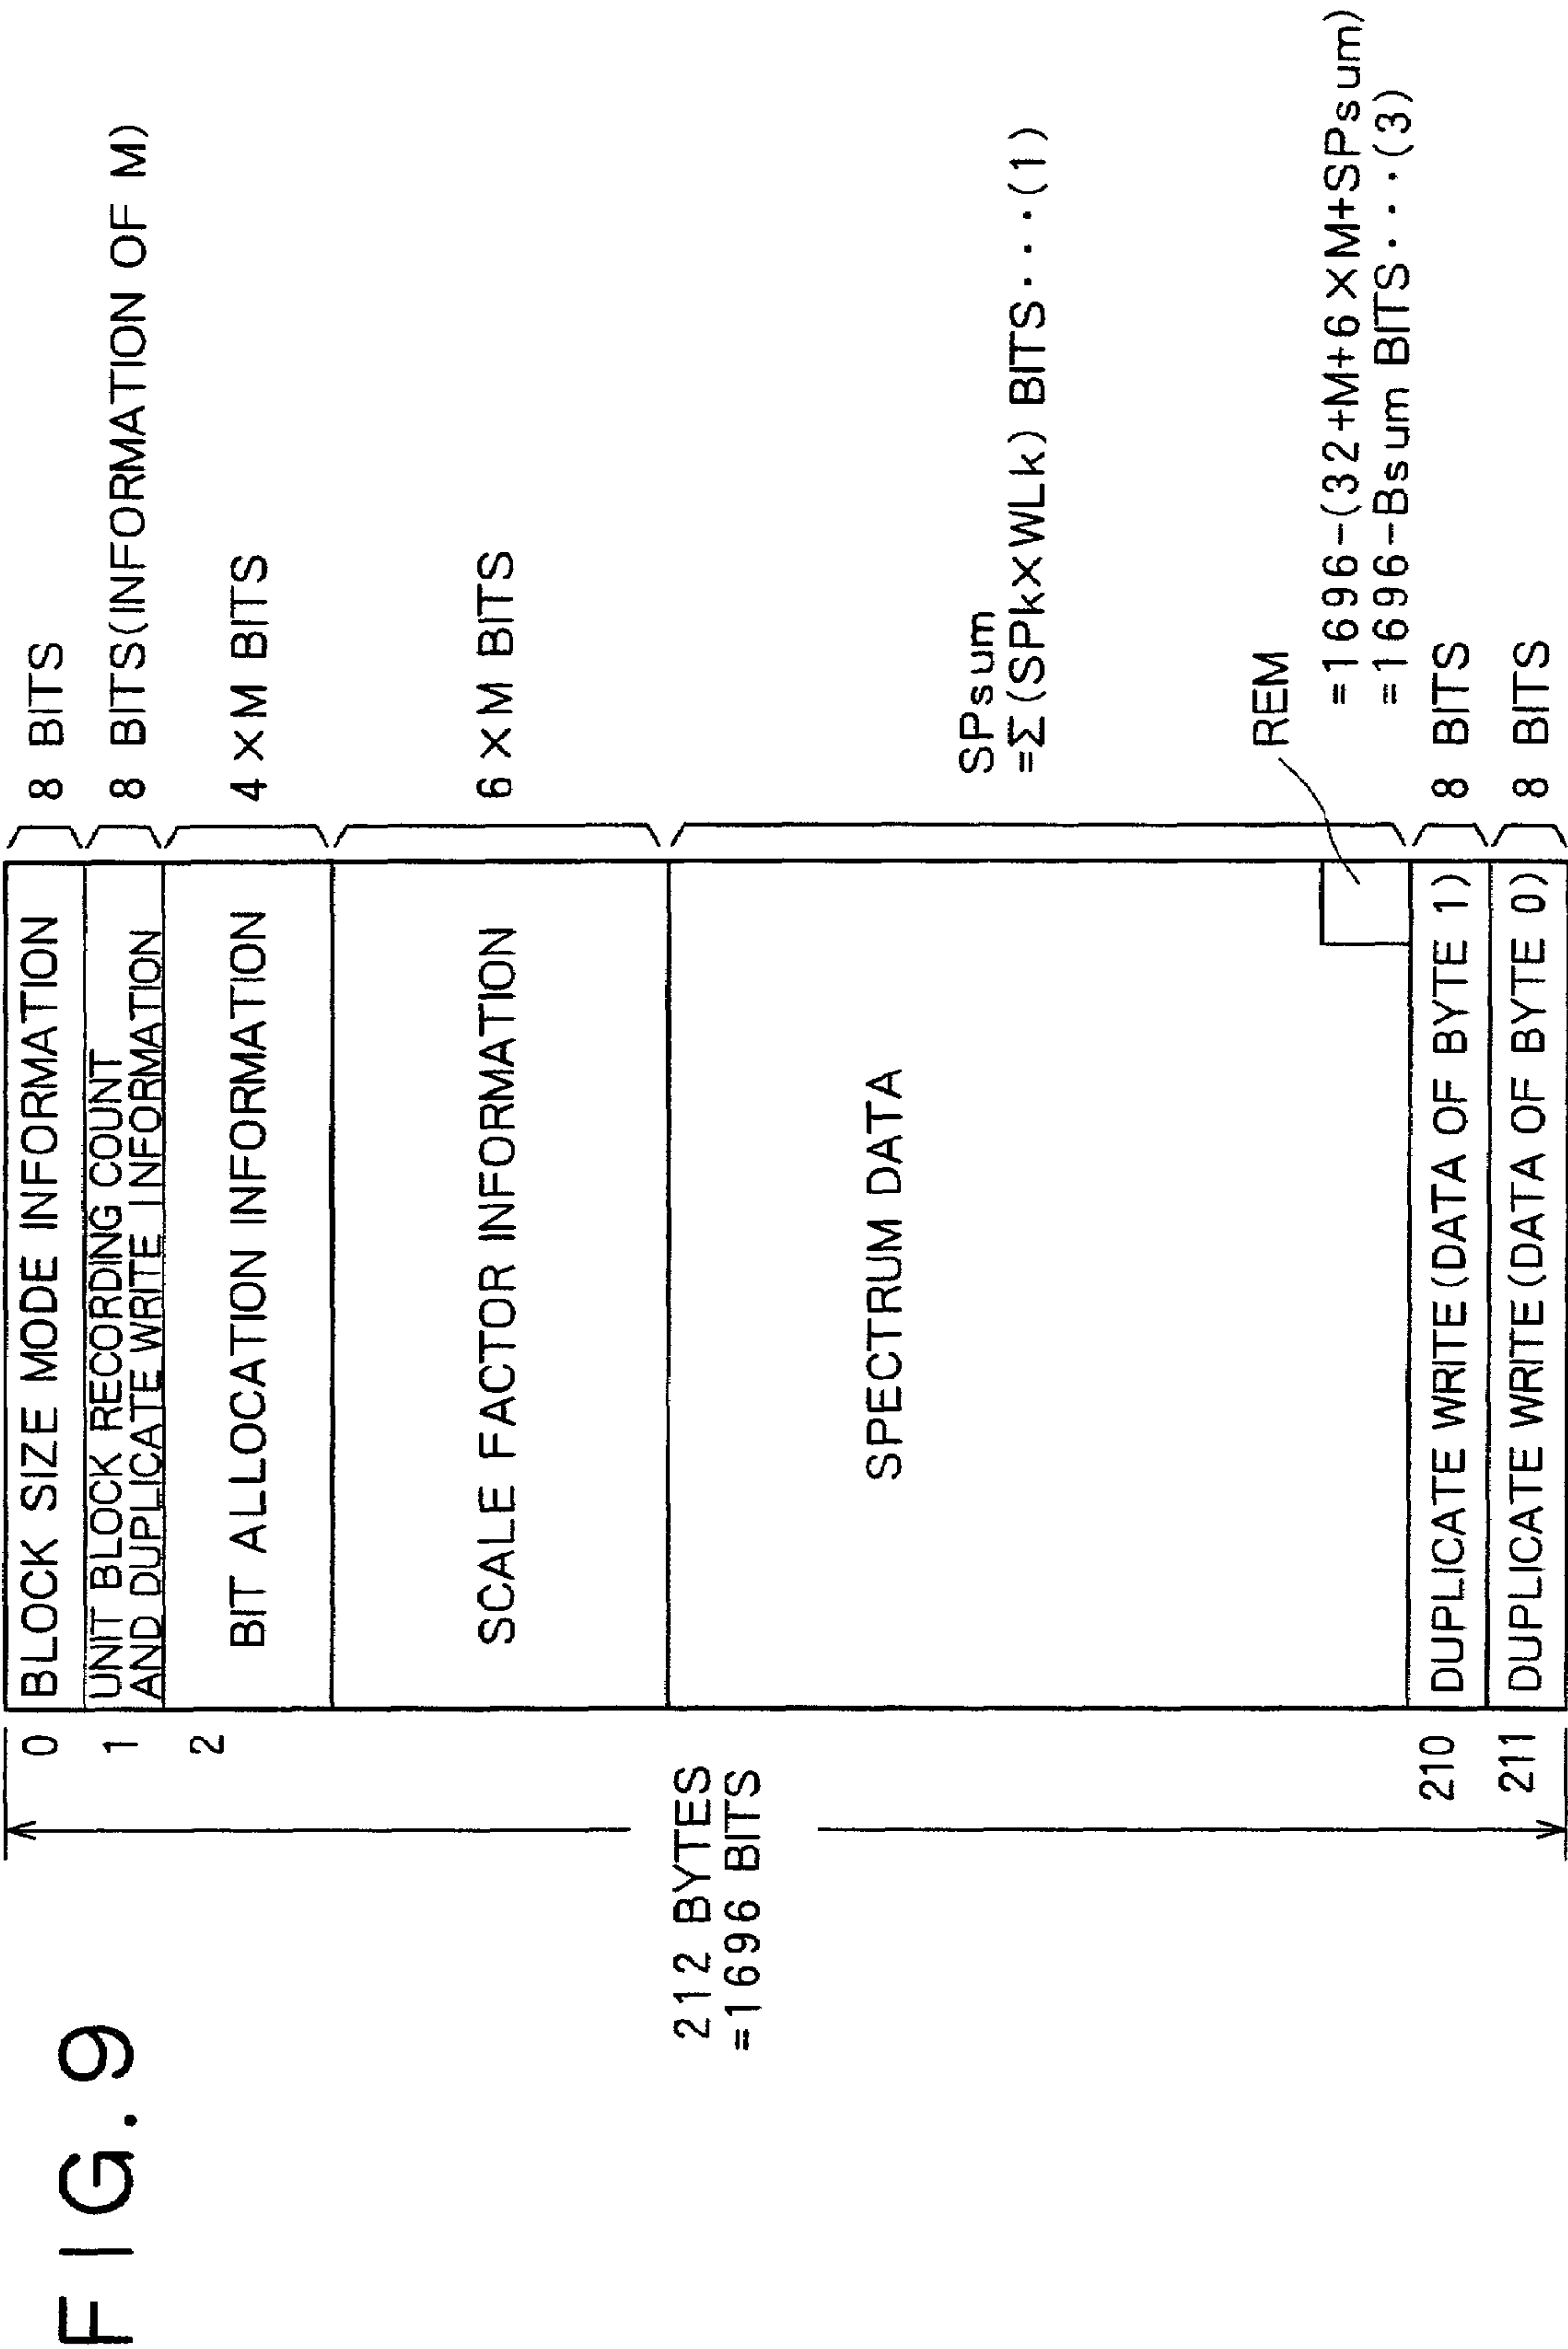 FIG.9
212 BYTES
=1696 BITS
0
BLOCK SIZE MODE INFORMATION
8 BITS
1
UNIT BLOCK RECORDING COUNT
AND DUPLICATE WRITE INFORMATION
8 BITS(INFORMATION OF M)
2
BIT ALLOCATION INFORMATION
4×M BITS
SCALE FACTOR INFORMATION
6×M BITS
SPECTRUM DATA
SPsum
=Σ(SPk×WLk) BITS···(1)
REM
=1696-(32+M+6×M+SPsum)
=1696-Bsum BITS···(3)
210
DUPLICATE WRITE(DATA OF BYTE 1)
8 BITS
211
DUPLICATE WRITE(DATA OF BYTE 0)
8 BITS